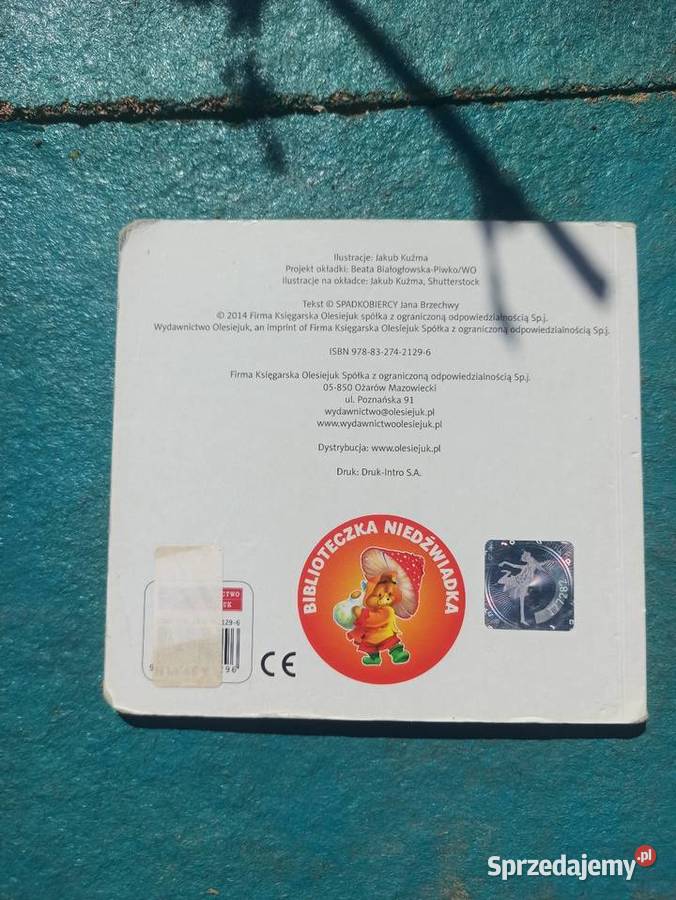 Ilustracje: Jakub Kuźma
Projekt okładki: Beata Białogłowska-Piwko/WO
Ilustracje na okładce: Jakub Kuźma, Shutterstock
Tekst © SPADKOBIERCY Jana Brzechwy
© 2014 Firma Księgarska Olesiejuk spółka z ograniczoną odpowiedzialnością Sp.j.
Wydawnictwo Olesiejuk, an imprint of Firma Księgarska Olesiejuk Spółka z ograniczoną odpowiedzialnością Sp.j.
ISBN 978-83-274-2129-6
Firma Księgarska Olesiejuk Spółka z ograniczoną odpowiedzialnością Sp.j.
05-850 Ożarów Mazowiecki
ul. Poznańska 91
wydawnictwo@olesiejuk.pl
www.wydawnictwoolesiejuk.pl
Dystrybucja: www.olesiejuk.pl
Druk: Druk-Intro S.A.
BIBLIOTECZKA NIEDŹWIADKA
CE
Sprzedajemy.pl